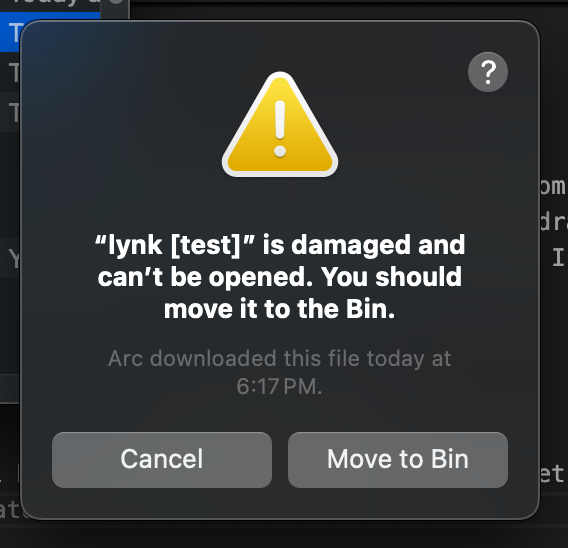 ?
“lynk [test]” is damaged and
can’t be opened. You should
move it to the Bin.
Arc downloaded this file today at
6:17 PM.
Cancel
Move to Bin